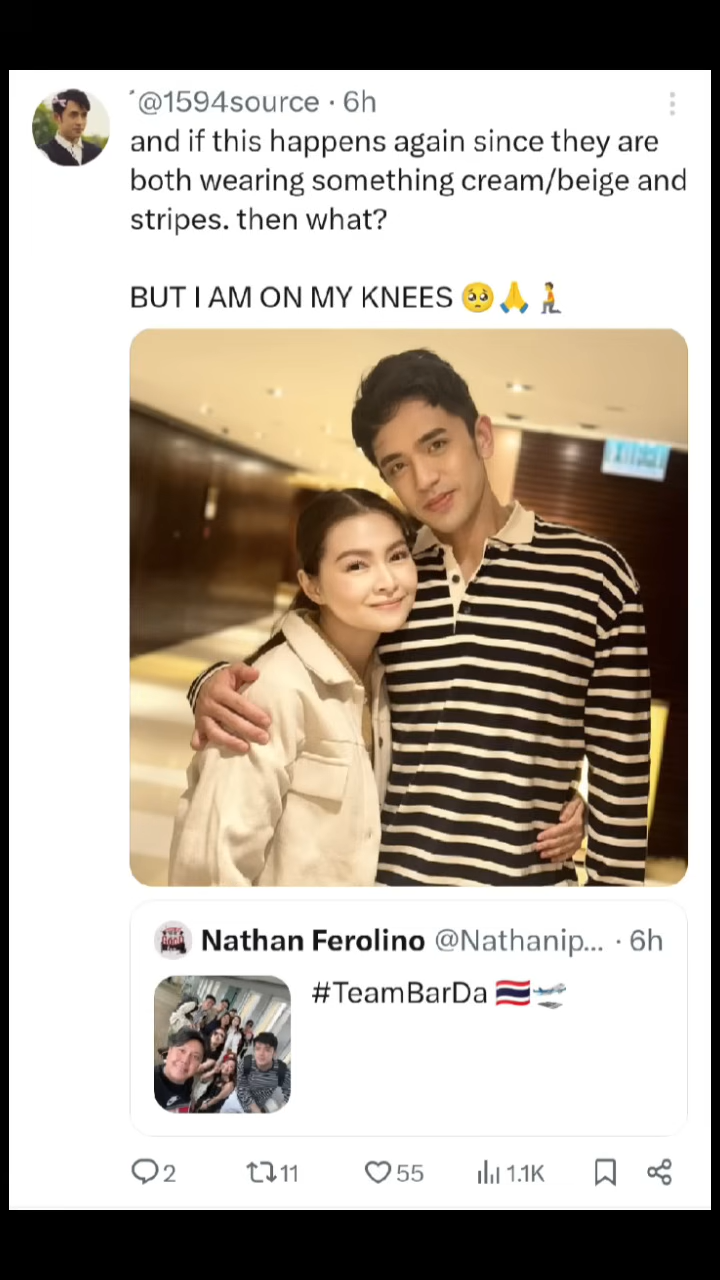 @1594source · 6h
and if this happens again since they are
both wearing something cream/beige and
stripes. then what?
BUT I AM ON MY KNEES 🥺🙏🧎
Nathan Ferolino @Nathanip... · 6h
#TeamBarDa 🇹🇭🛫
2 11 55 1.1K